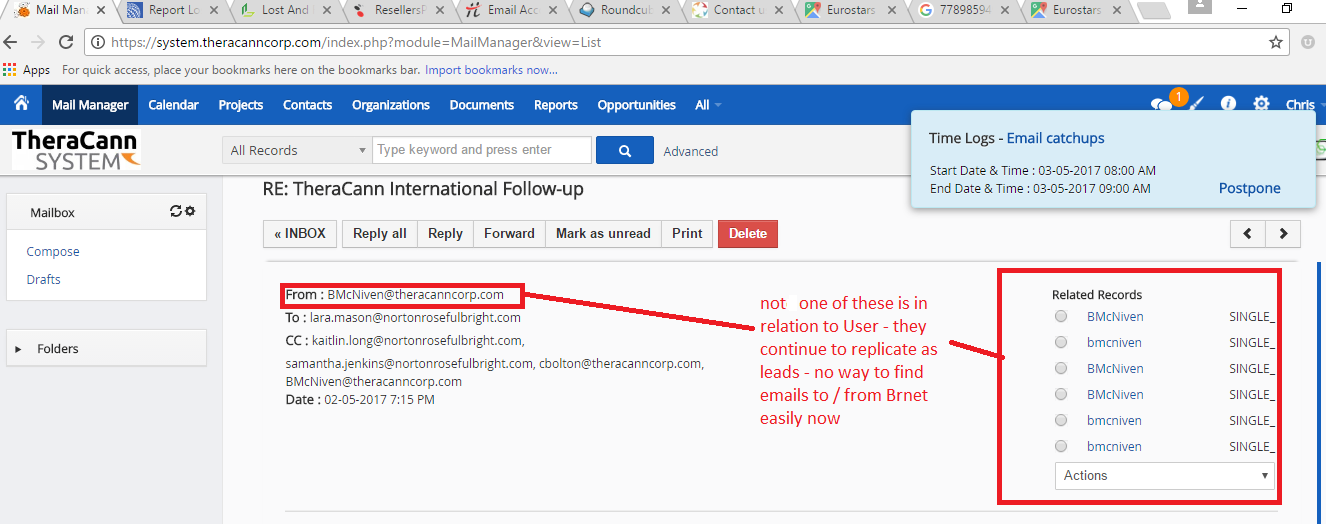 Mail Mana
Report Lo
Lost And
ResellersP
Email Acc
Roundcub
Contact u
Eurostars
77898594
Eurostars
https://system.theracanncorp.com/index.php?module=MailManager&view=List
Apps For quick access, place your bookmarks here on the bookmarks bar. Import bookmarks now...
Mail Manager Calendar Projects Contacts Organizations Documents Reports Opportunities All 1 Chris
TheraCann
SYSTEM
All Records Type keyword and press enter Advanced
Time Logs - Email catchups
Start Date & Time : 03-05-2017 08:00 AM
End Date & Time : 03-05-2017 09:00 AM Postpone
RE: TheraCann International Follow-up
Mailbox
Compose
Drafts
Folders
« INBOX Reply all Reply Forward Mark as unread Print Delete
From : BMcNiven@theracanncorp.com
To : lara.mason@nortonrosefulbright.com
CC : kaitlin.long@nortonrosefulbright.com,
samantha.jenkins@nortonrosefulbright.com, cbolton@theracanncorp.com,
BMcNiven@theracanncorp.com
Date : 02-05-2017 7:15 PM
not one of these is in
relation to User - they
continue to replicate as
leads - no way to find
emails to / from Brnet
easily now
Related Records
BMcNiven SINGLE_
bmcniven SINGLE_
BMcNiven SINGLE_
BMcNiven SINGLE_
bmcniven SINGLE_
bmcniven SINGLE_
Actions